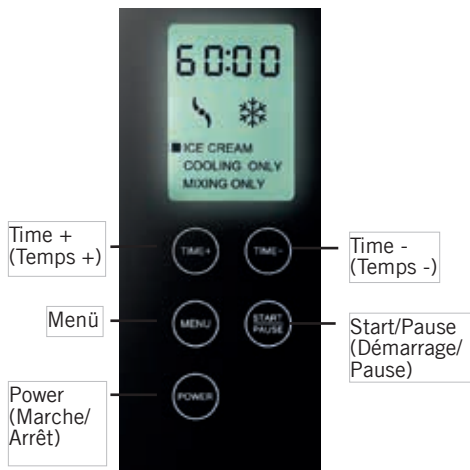 60:00
ICE CREAM
COOLING ONLY
MIXING ONLY
Time +
(Temps +)
TIME+
TIME-
Time -
(Temps -)
Menü
MENU
START
PAUSE
Start/Pause
(Démarrage/
Pause)
Power
(Marche/
Arrêt)
POWER